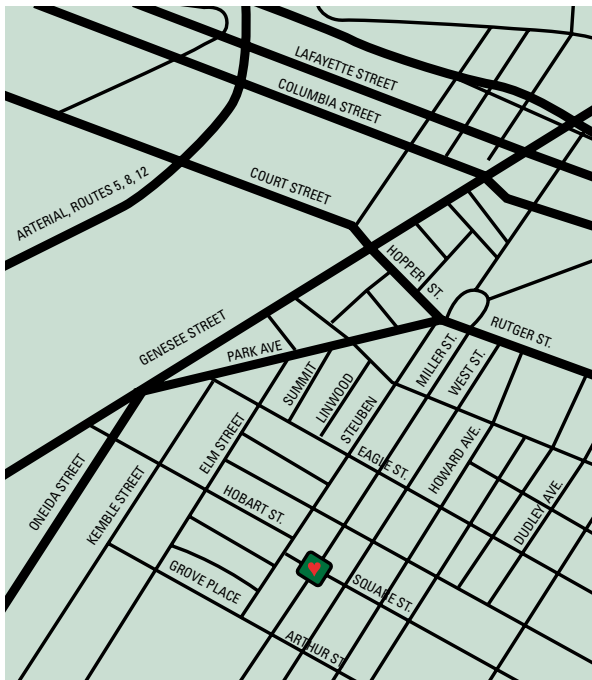 LAFAYETTE STREET
COLUMBIA STREET
COURT STREET
ARTERIAL, ROUTES 5, 8, 12
HOPPER ST.
RUTGER ST.
GENESEE STREET
PARK AVE
MILLER ST.
WEST ST.
SUMMIT
LINWOOD
STEUBEN
ELM STREET
EAGLE ST.
HOWARD AVE.
ONEIDA STREET
KEMBLE STREET
HOBART ST.
DUDLEY AVE.
GROVE PLACE
SQUARE ST.
ARTHUR ST.